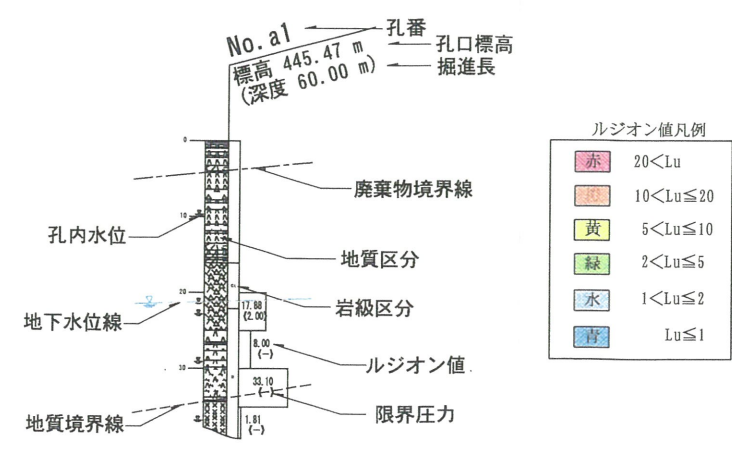 No.a1
孔番
標高 445.47 m
孔口標高
(深度 60.00 m)
掘進長
0
廃棄物境界線
10
孔内水位
地質区分
20
地下水位線
岩級区分
17.88
(2.00)
8.00
(-)
ルジオン値
30
33.10
(-)
限界圧力
地質境界線
1.81
(-)
ルジオン値凡例
赤 20<Lu
10<Lu≦20
黄 5<Lu≦10
緑 2<Lu≦5
水 1<Lu≦2
青 Lu≦1